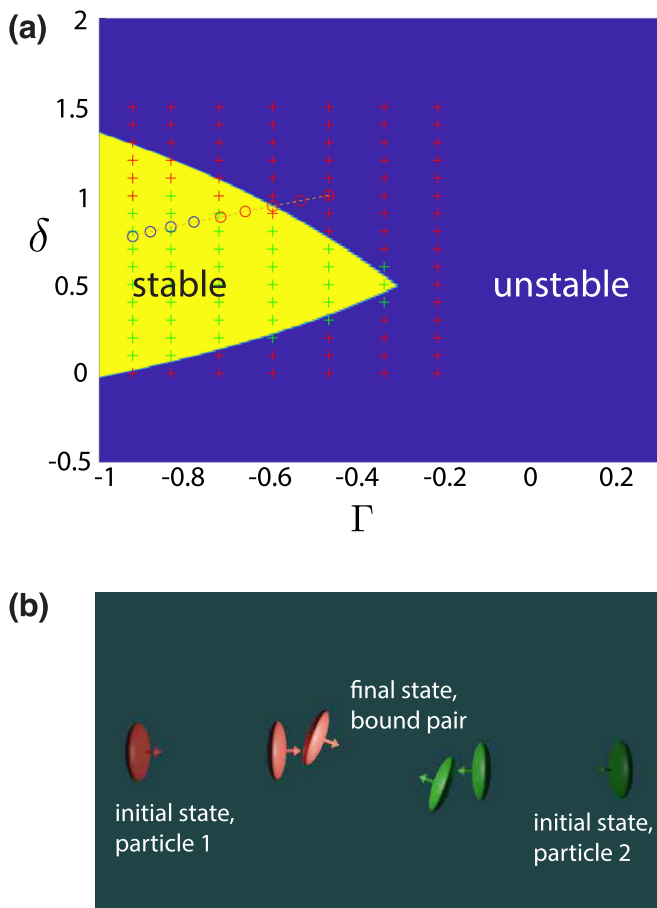 (a)
2
1.5
1
δ
0.5
0
-0.5
stable
unstable
-1
-0.8
-0.6
-0.4
-0.2
0
0.2
Γ
(b)
final state,
bound pair
initial state,
particle 1
initial state,
particle 2